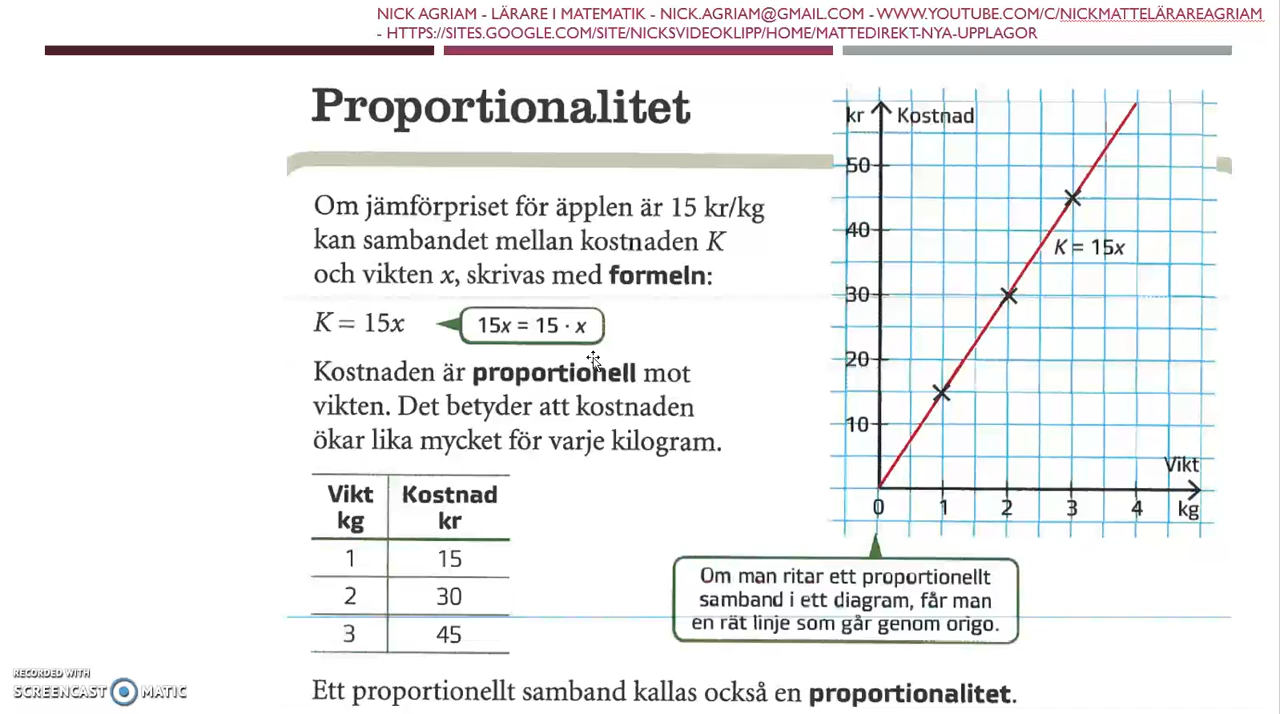 NICK AGRIAM - LÄRARE I MATEMATIK - NICK.AGRIAM@GMAIL.COM - WWW.YOUTUBE.COM/C/NICKMATTELÄRAREAGRIAM
- HTTPS://SITES.GOOGLE.COM/SITE/NICKSVIDEOKLIPP/HOME/MATTEDIREKT-NYA-UPPLAGOR
Proportionalitet
Om jämförpriset för äpplen är 15 kr/kg
kan sambandet mellan kostnaden K
och vikten x, skrivas med formeln:
K = 15x
15x = 15 · x
Kostnaden är proportionell mot
vikten. Det betyder att kostnaden
ökar lika mycket för varje kilogram.
Vikt Kostnad
kg kr
1 15
2 30
3 45
kr Kostnad
50
40
K = 15x
30
20
10
Vikt
0 1 2 3 4 kg
Om man ritar ett proportionellt
samband i ett diagram, får man
en rät linje som går genom origo.
Ett proportionellt samband kallas också en proportionalitet.
RECORDED WITH
SCREENCAST MATIC